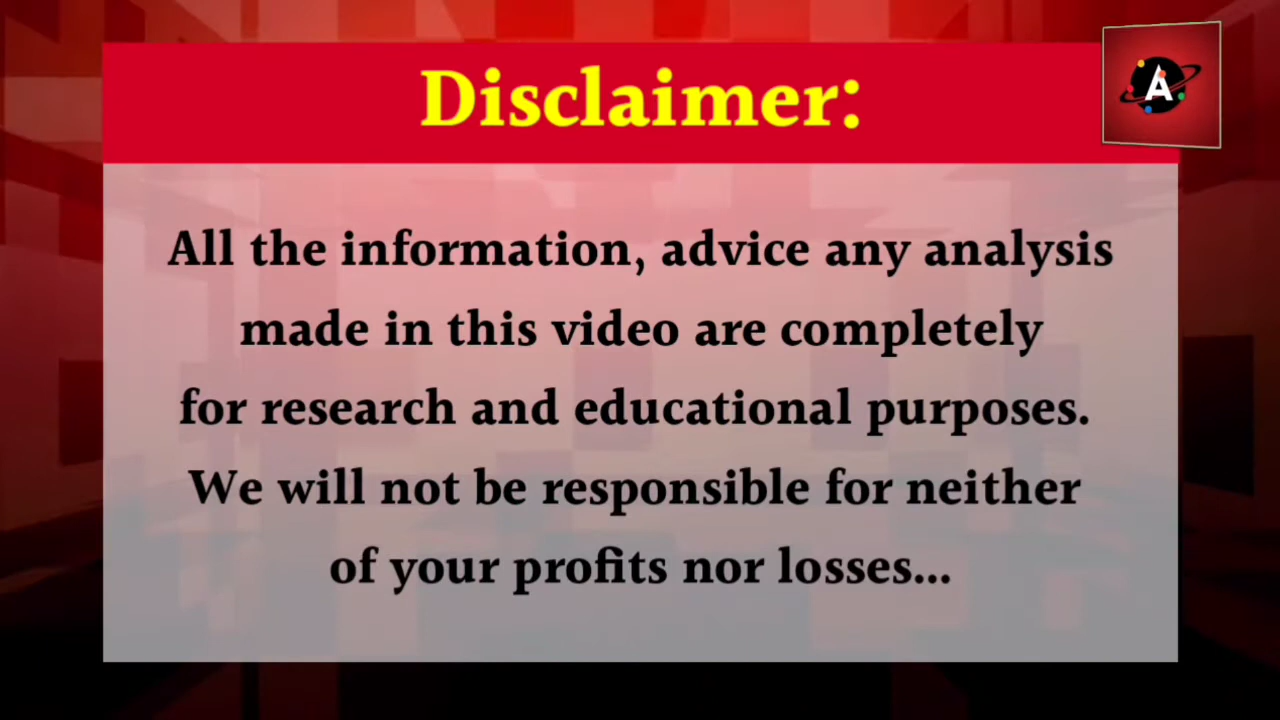 Disclaimer:
A
All the information, advice any analysis
made in this video are completely
for research and educational purposes.
We will not be responsible for neither
of your profits nor losses...